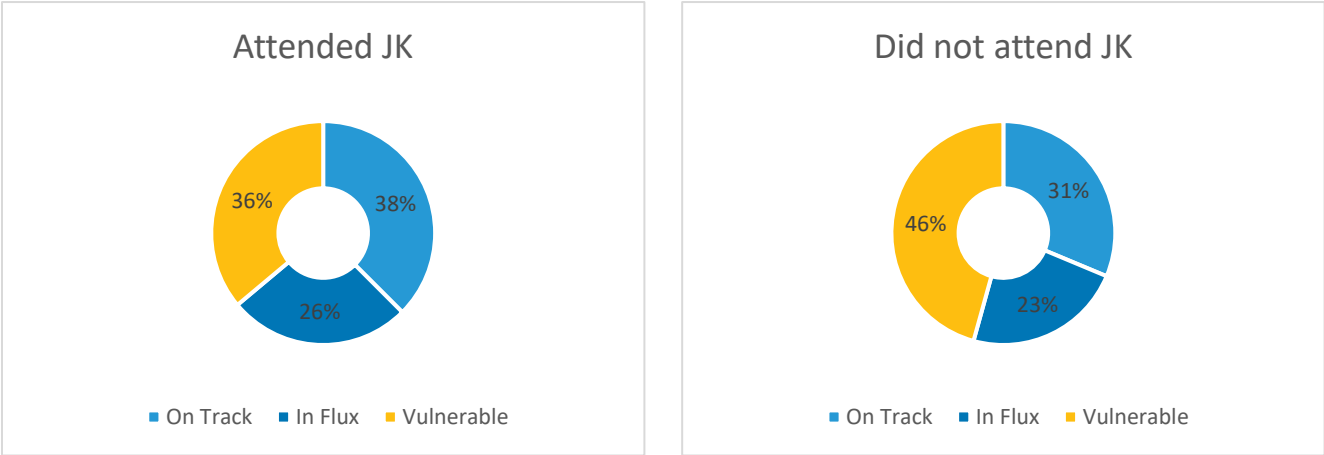 Attended JK
38%
26%
36%
On Track In Flux Vulnerable
Did not attend JK
31%
23%
46%
On Track In Flux Vulnerable